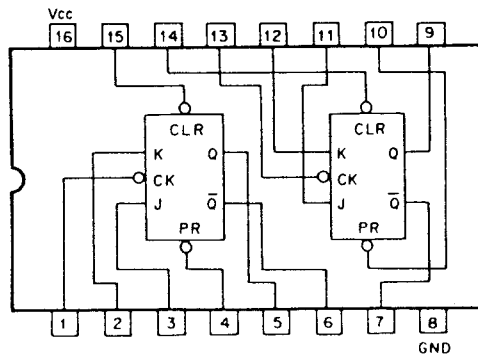 Vcc
16 15 14 13 12 11 10 9
CLR CLR
K Q K Q
CK CK
J Q̅ J Q̅
PR PR
1 2 3 4 5 6 7 8
GND